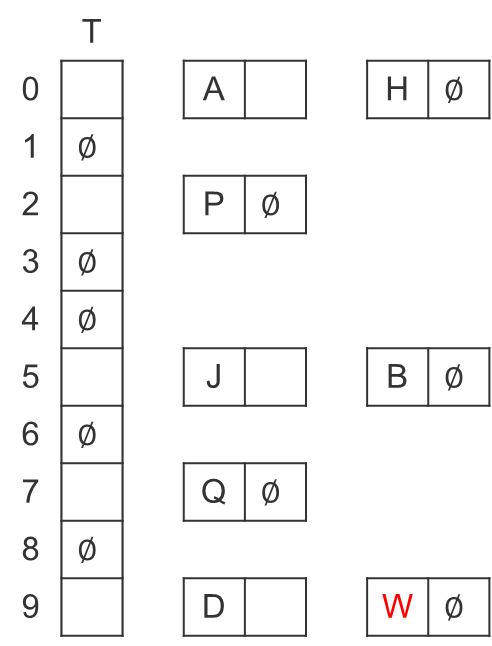 T
0 A H ∅
1 ∅
2 P ∅
3 ∅
4 ∅
5 J B ∅
6 ∅
7 Q ∅
8 ∅
9 D W ∅